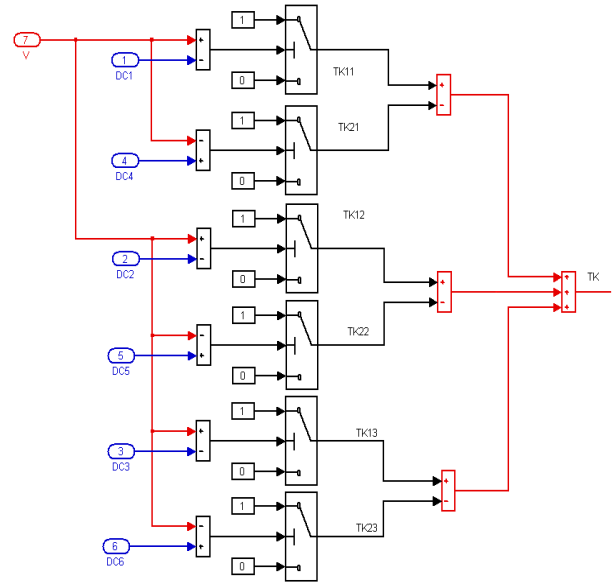 1
7
V
+
-
1
DC1
0
TK11
+
-
1
TK21
-
+
4
DC4
0
1
TK12
+
-
2
DC2
0
TK
+
+
+
+
-
1
-
+
5
DC5
TK22
0
1
+
-
3
DC3
TK13
0
+
-
1
-
+
6
DC6
TK23
0